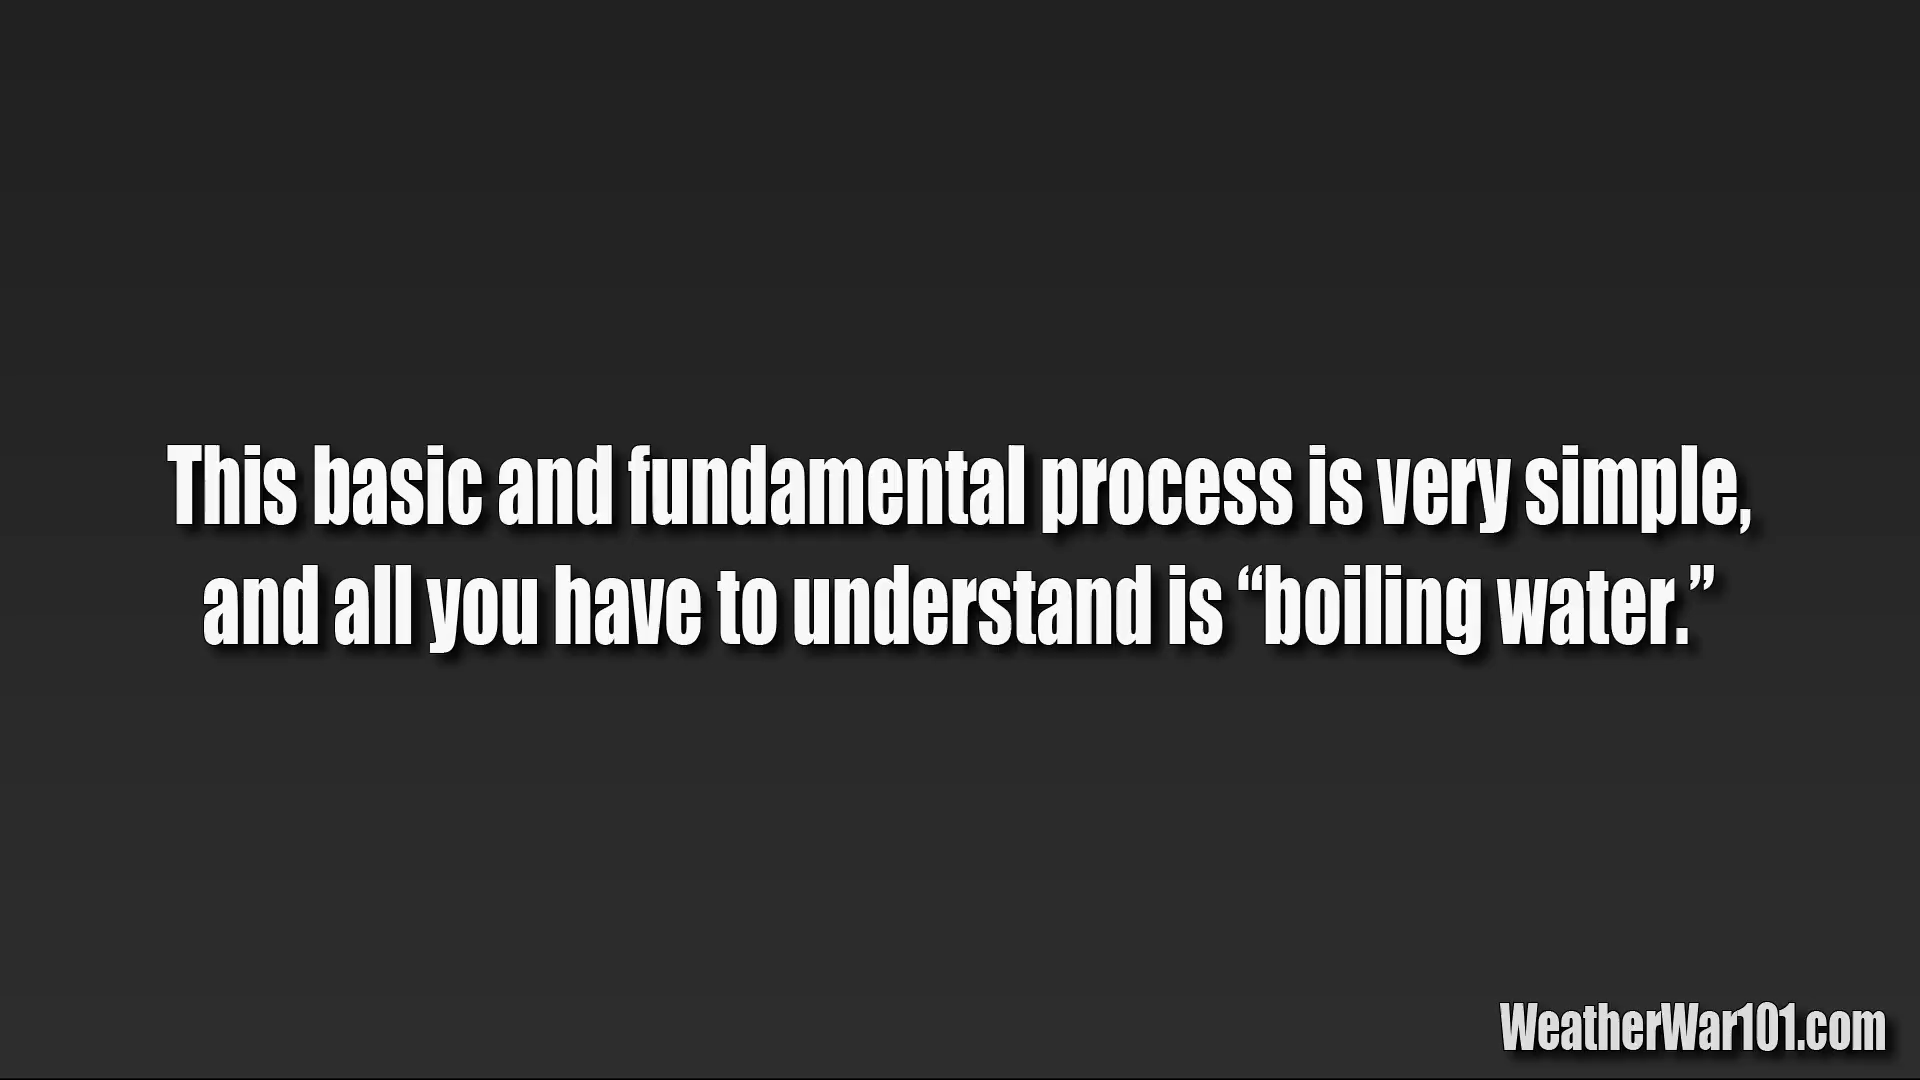 This basic and fundamental process is very simple,
and all you have to understand is “boiling water.”
WeatherWar101.com